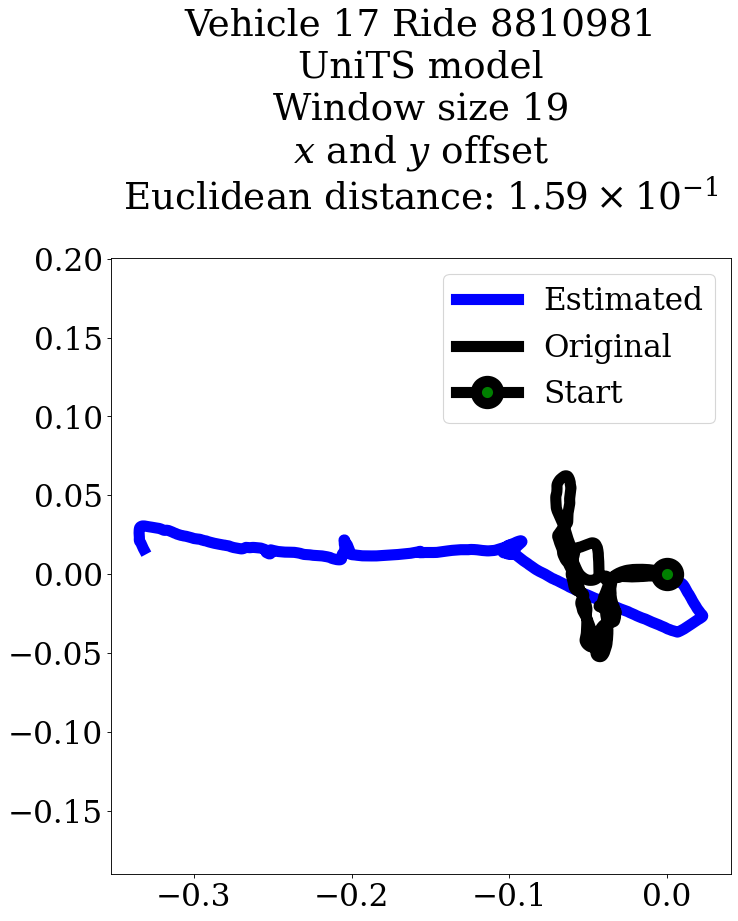 Vehicle 17 Ride 8810981
UniTS model
Window size 19
x and y offset
Euclidean distance: 1.59 × 10⁻¹
0.20
0.15
0.10
0.05
0.00
−0.05
−0.10
−0.15
Estimated
Original
Start
−0.3
−0.2
−0.1
0.0